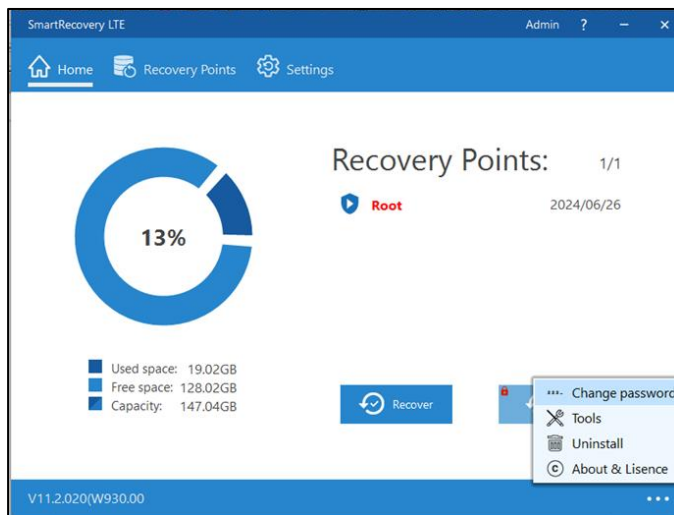 SmartRecovery LTE Admin ? – ×
Home Recovery Points Settings
Recovery Points: 1/1
Root 2024/06/26
13%
Used space: 19.02GB
Free space: 128.02GB
Capacity: 147.04GB
Recover
Change password
Tools
Uninstall
About & Lisence
V11.2.020(W930.00